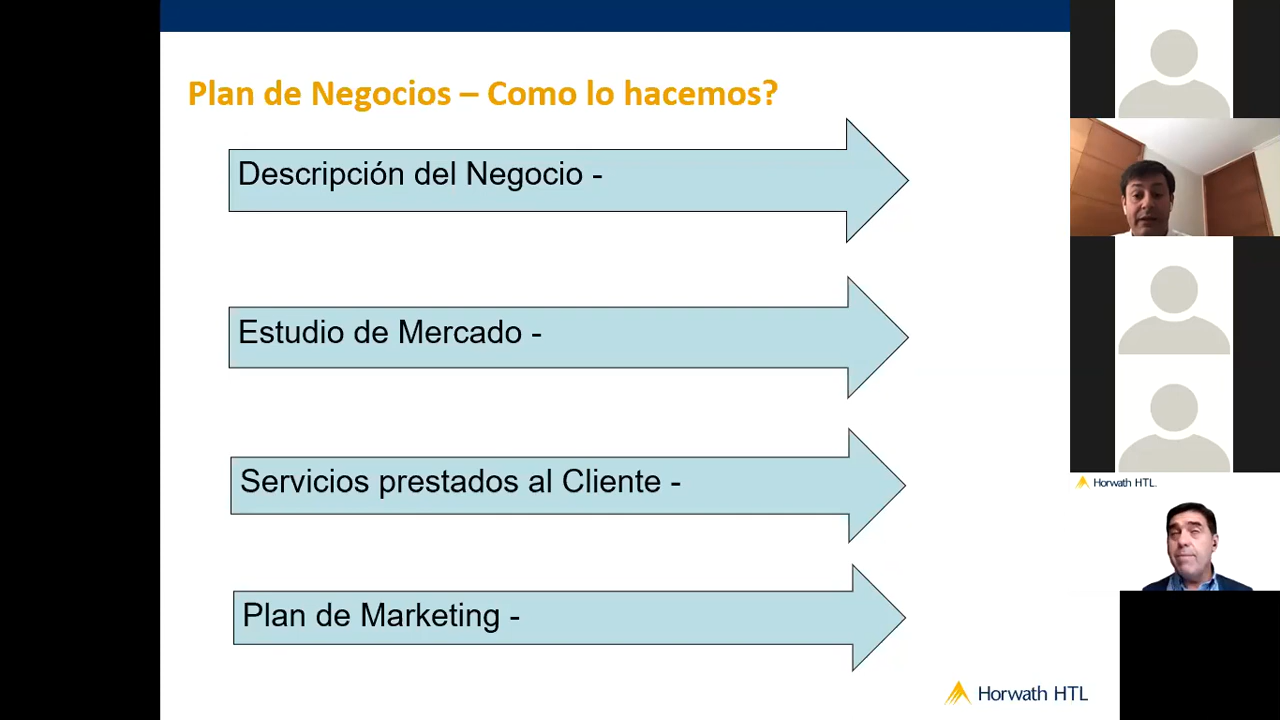 Plan de Negocios – Como lo hacemos?
Descripción del Negocio -
Estudio de Mercado -
Servicios prestados al Cliente -
Plan de Marketing -
Horwath HTL.
Horwath HTL